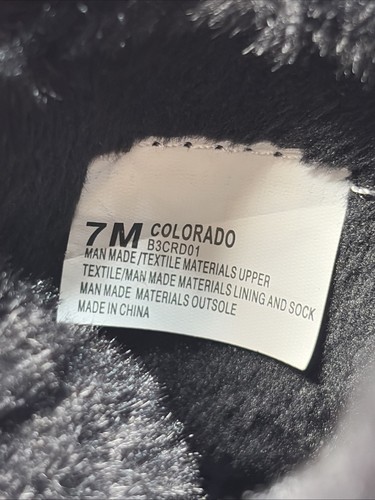 7M COLORADO
B3CRD01
MAN MADE/TEXTILE MATERIALS UPPER
TEXTILE/MAN MADE MATERIALS LINING AND SOCK
MAN MADE MATERIALS OUTSOLE
MADE IN CHINA